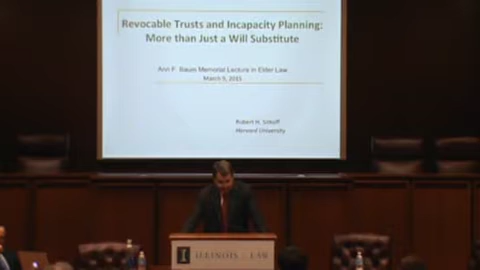 Revocable Trusts and Incapacity Planning:
More than Just a Will Substitute
Ann F. Baum Memorial Lecture in Elder Law
March 9, 2015
Robert H. Sitkoff
Harvard University
I
ILLINOIS LAW